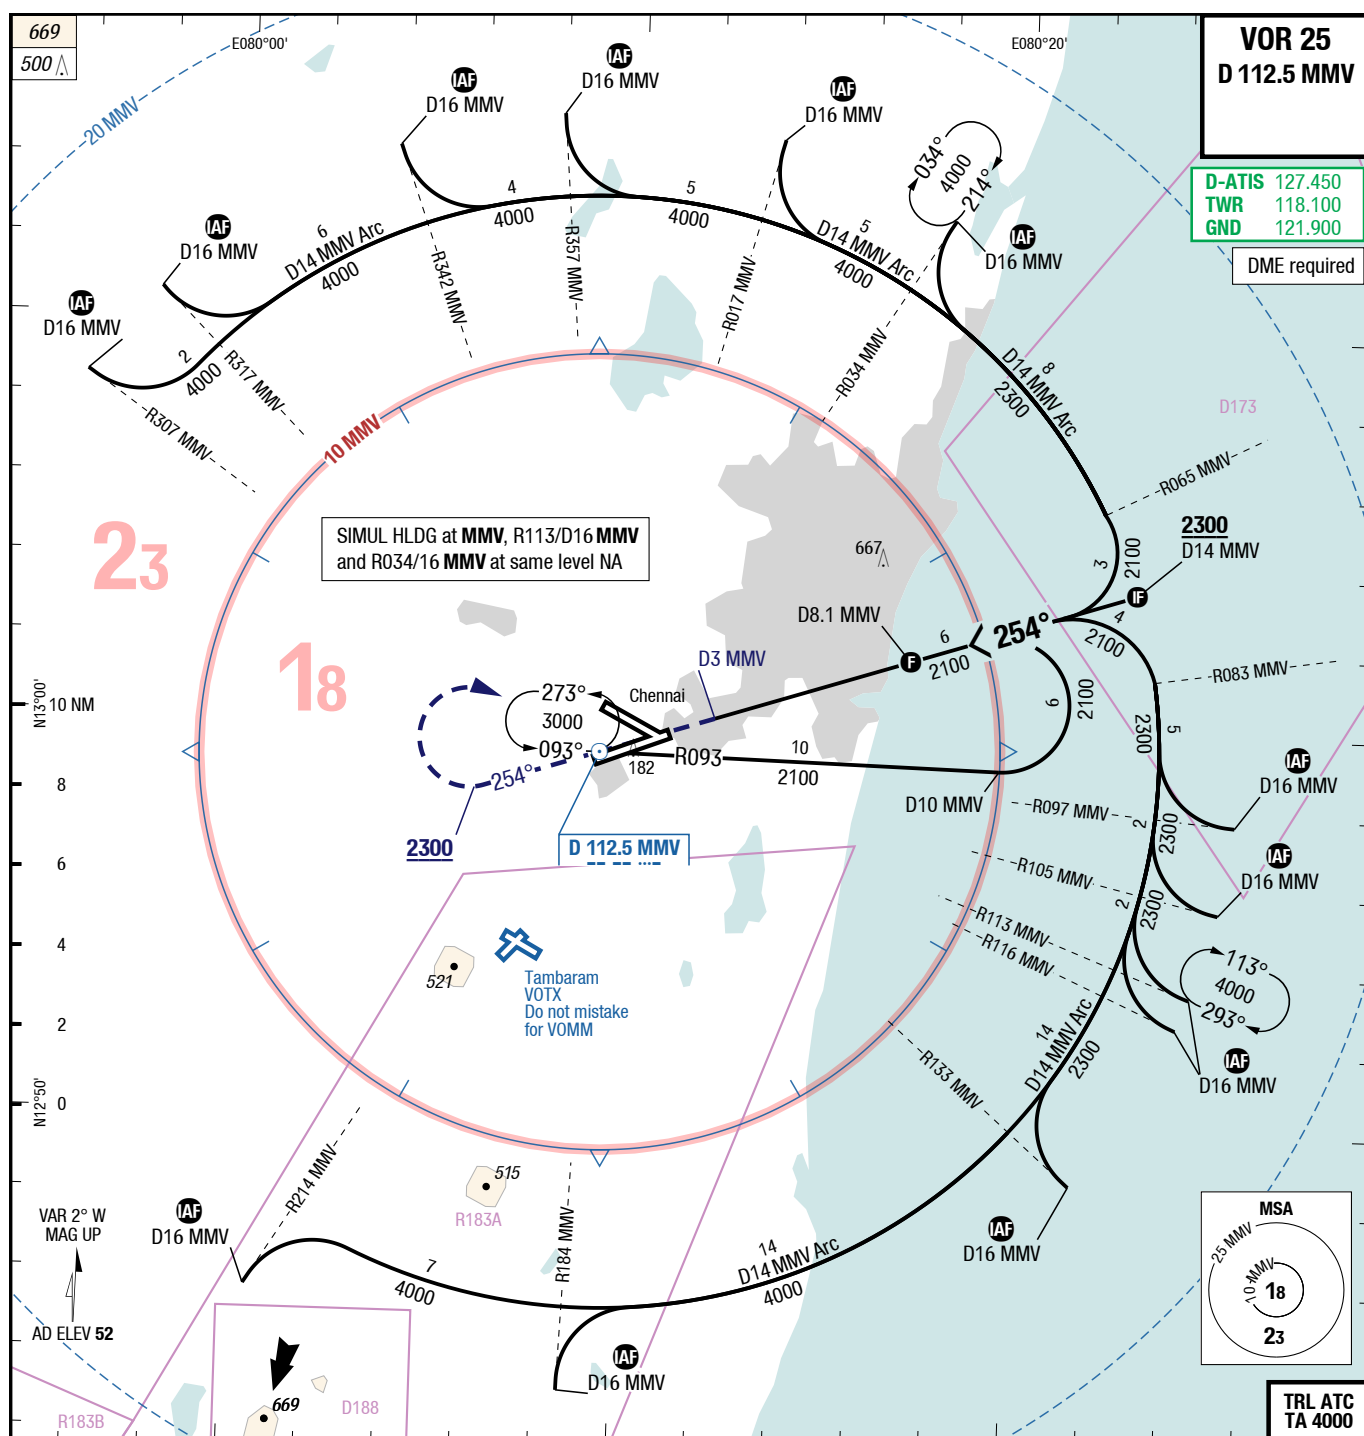 669
500
E080°00'
E080°20'
VOR 25
D 112.5 MMV
D-ATIS 127.450
TWR 118.100
GND 121.900
DME required
20 MMV
IAF
D16 MMV
IAF
D16 MMV
IAF
D16 MMV
IAF
D16 MMV
IAF
D16 MMV
IAF
D16 MMV
034°
4000
214°
2
4000
6
D14 MMV Arc
4000
4
4000
5
4000
5
D14 MMV Arc
4000
8
D14 MMV Arc
2300
R307 MMV
R317 MMV
R342 MMV
R357 MMV
R017 MMV
R034 MMV
R065 MMV
D173
10 MMV
23
18
SIMUL HLDG at MMV, R113/D16 MMV
and R034/16 MMV at same level NA
667
2300
D14 MMV
IF
3
2100
4
2100
254°
D8.1 MMV
F
6
2100
D3 MMV
R083 MMV
5
2300
9
2100
Chennai
273°
3000
093°
182
R093
10
2100
D10 MMV
254°
2300
D 112.5 MMV
N13°00'
10 NM
8
6
4
2
0
N12°50'
IAF
D16 MMV
R097 MMV
2
2300
IAF
D16 MMV
R105 MMV
2
2300
R113 MMV
R116 MMV
113°
4000
293°
IAF
D16 MMV
521
Tambaram
VOTX
Do not mistake
for VOMM
R133 MMV
14
D14 MMV Arc
2300
IAF
D16 MMV
515
R183A
R214 MMV
R184 MMV
IAF
D16 MMV
7
4000
14
D14 MMV Arc
4000
IAF
D16 MMV
VAR 2° W
MAG UP
AD ELEV 52
669
D188
R183B
MSA
25 MMV
10 MMV
18
23
TRL ATC
TA 4000